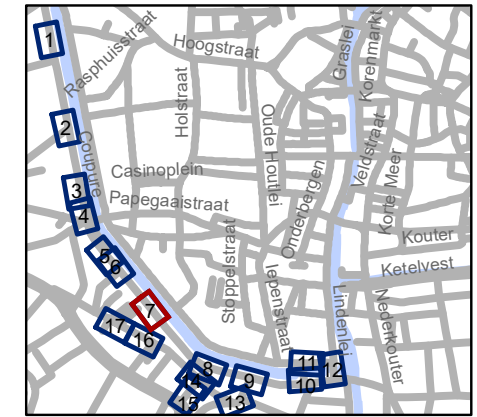 1
Rasphuisstraat
Hoogstraat
Graslei
Korenmarkt
Holstraat
Oude Houtlei
2
Coupure
Veldstraat
Casinoplein
Korte Meer
3
Papegaaistraat
Onderbergen
4
Stoppelstraat
Kouter
5
6
Ketelvest
Iepenstraat
Lindenlei
Nederkouter
7
17
16
8
11
12
14
9
10
15
13